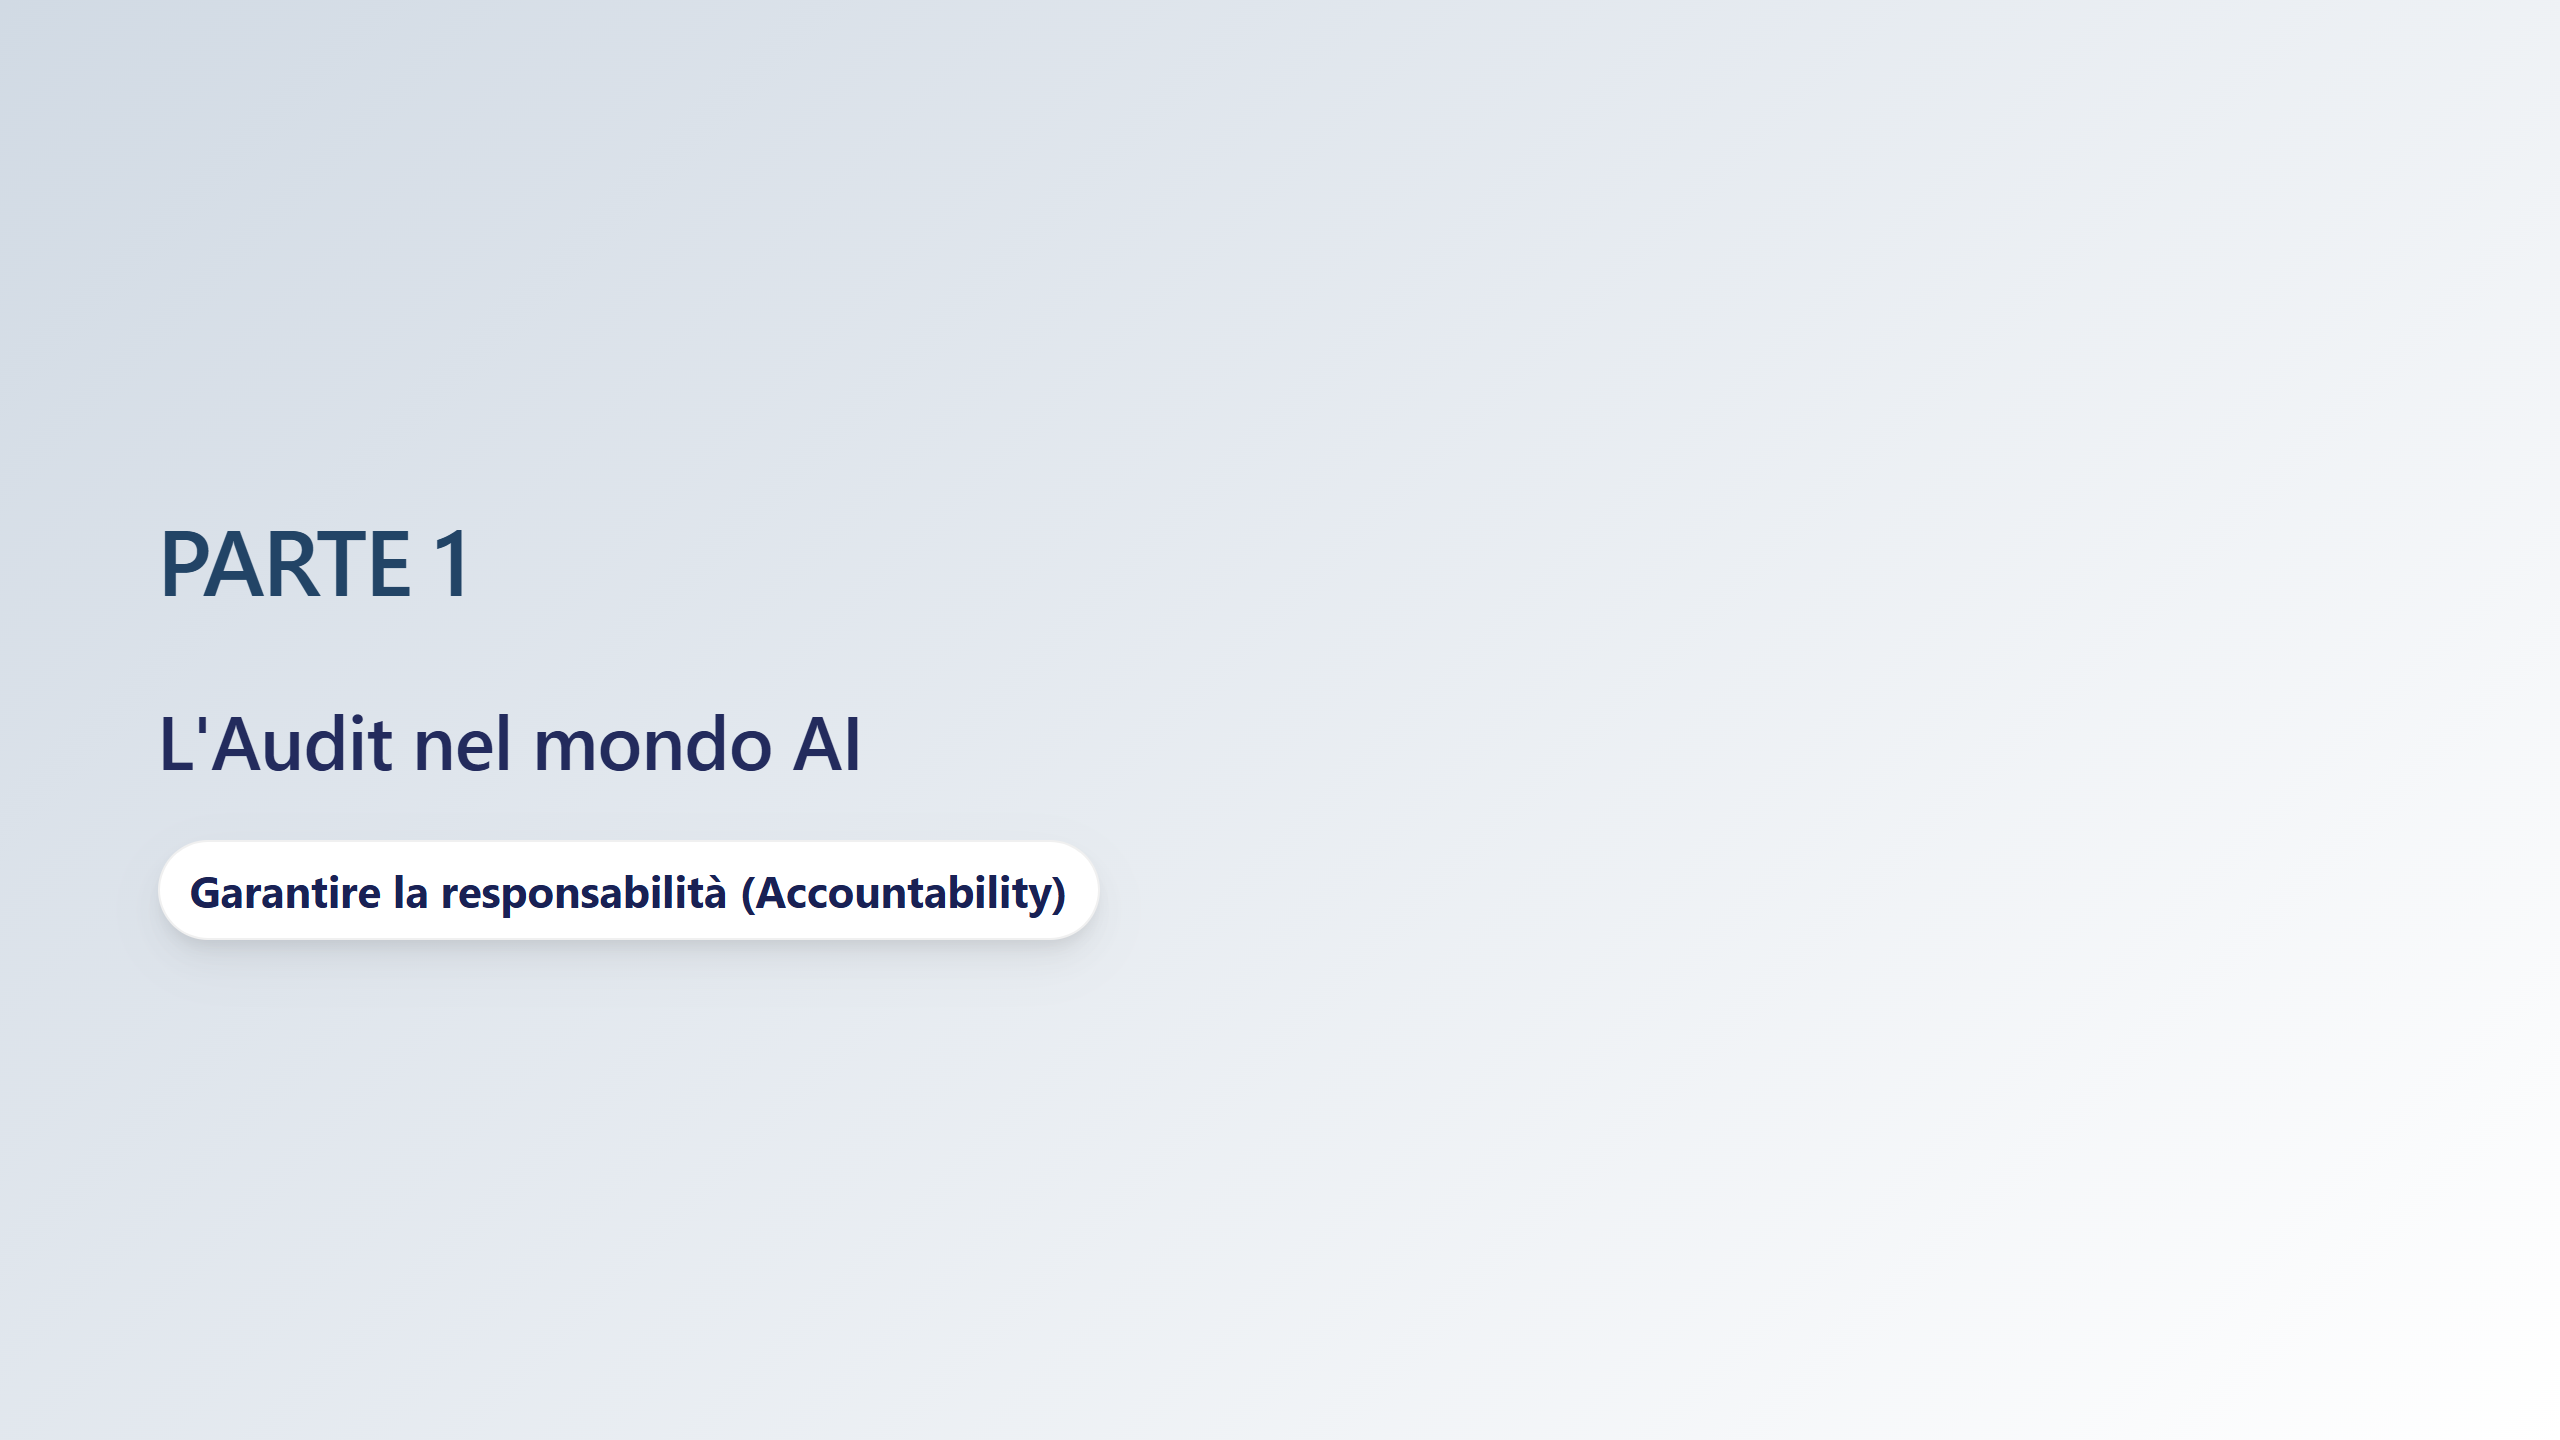 PARTE 1
L'Audit nel mondo AI
Garantire la responsabilità (Accountability)